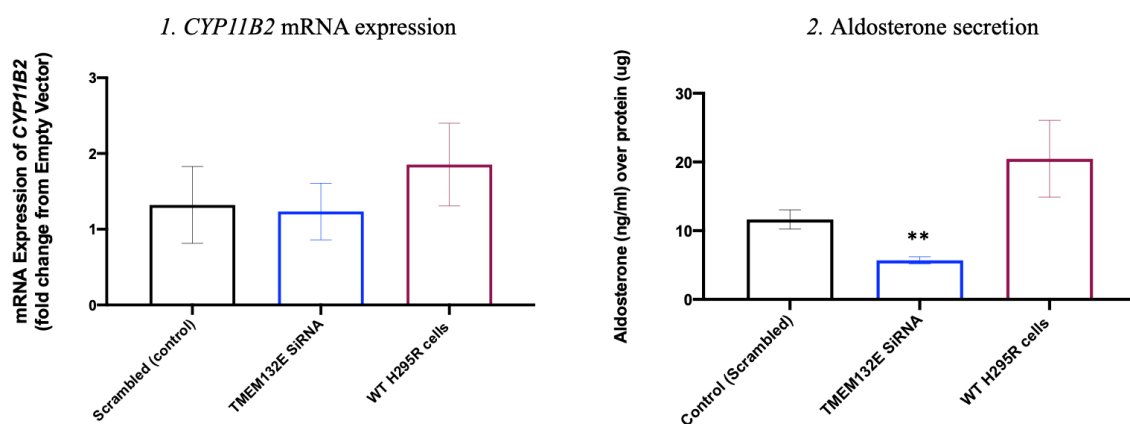 1. CYP11B2 mRNA expression
mRNA Expression of CYP11B2
(fold change from Empty Vector)
3
2
1
0
Scrambled (control)
TMEM132E SiRNA
WT H295R cells
2. Aldosterone secretion
Aldosterone (ng/ml) over protein (ug)
30
20
10
0
**
Control (Scrambled)
TMEM132E SiRNA
WT H295R cells